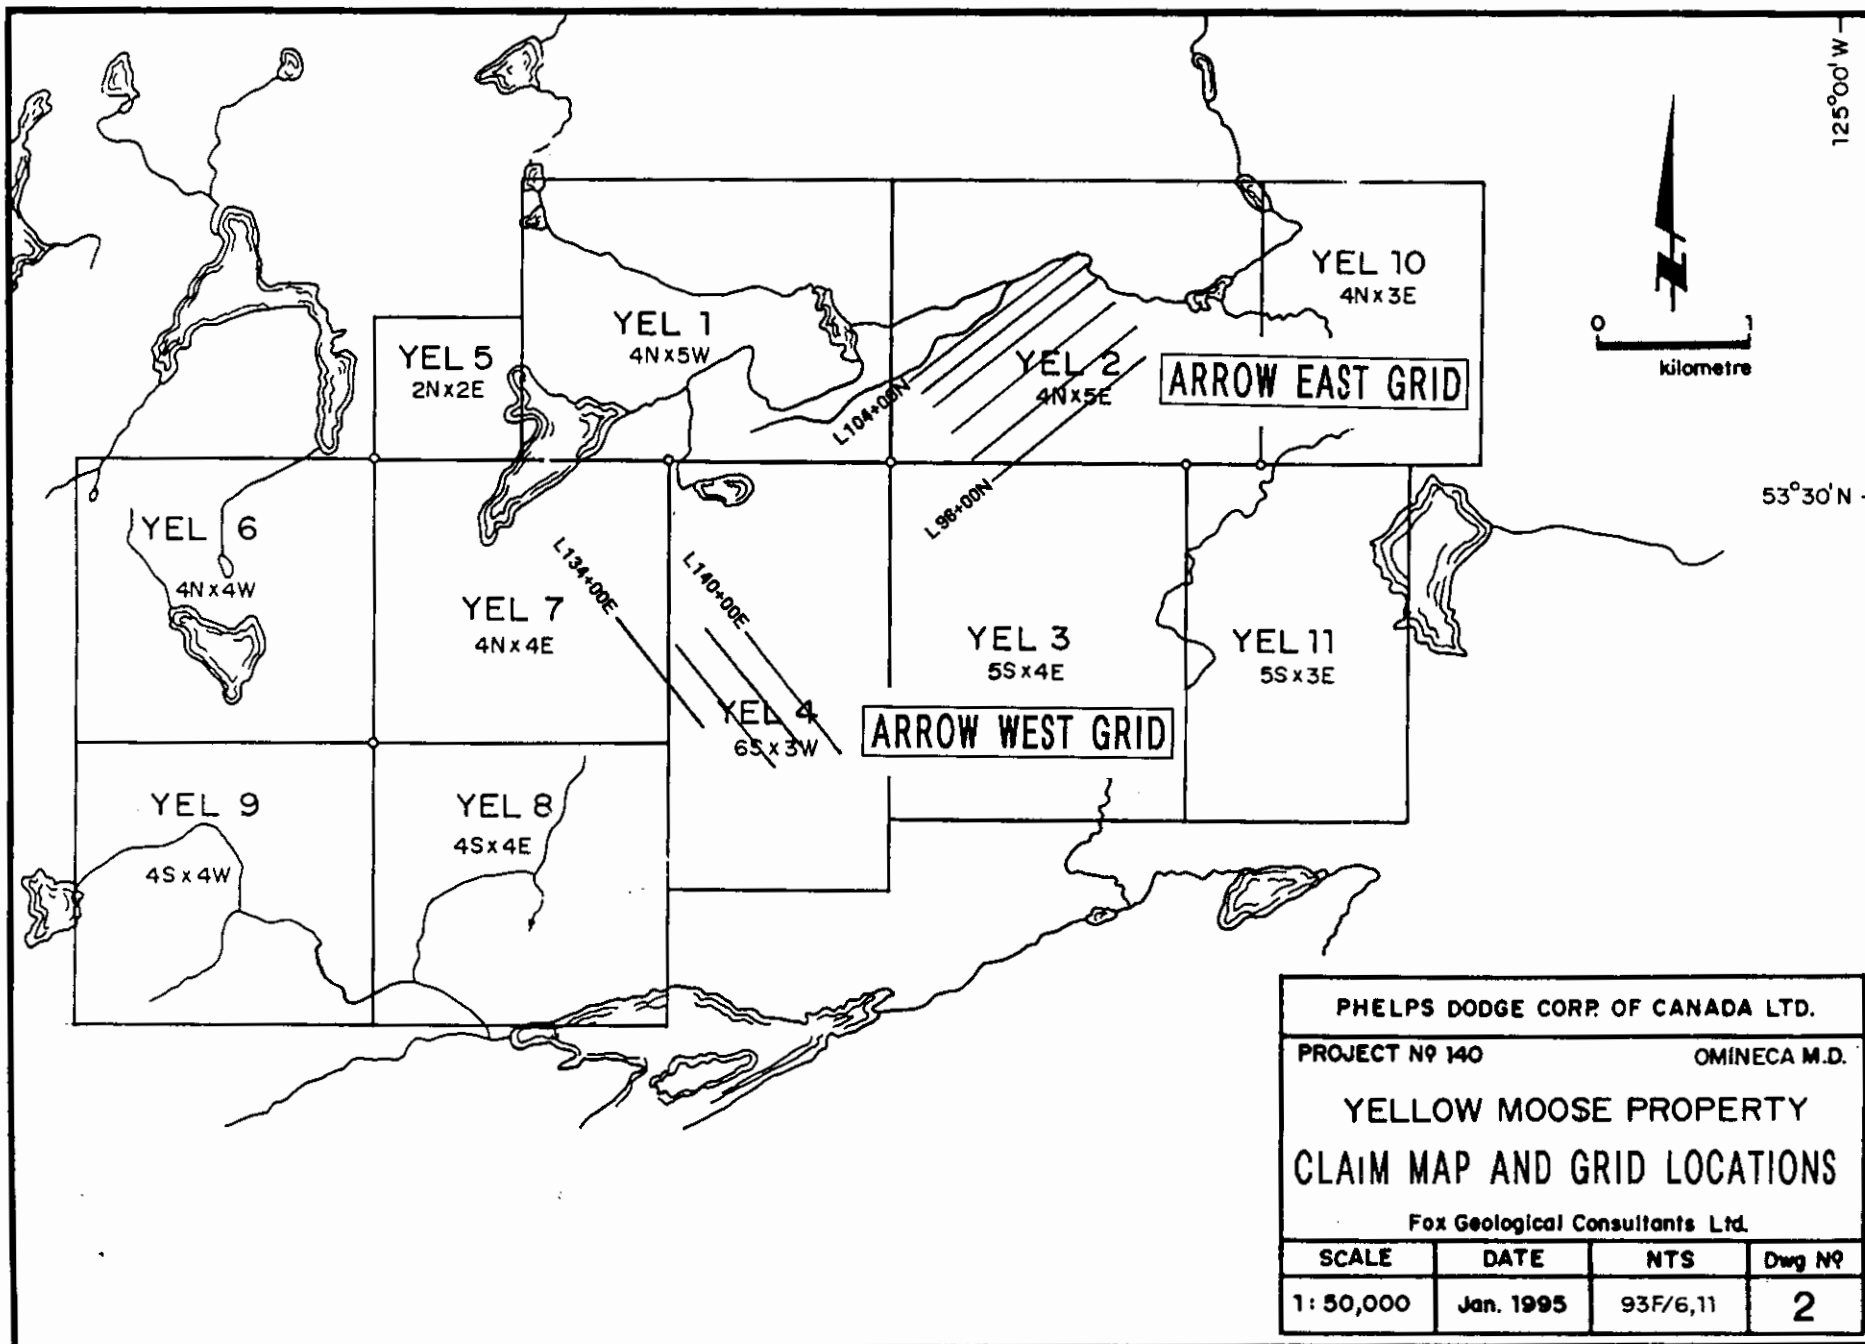 125°00'W
YEL 10
4N x 3E
0 1
kilometre
YEL 1
4N x 5W
YEL 5
2N x 2E
YEL 2
4N x 5E
ARROW EAST GRID
L104+00N
L98+00N
53°30'N
YEL 6
4N x 4W
L134+00E
L140+00E
YEL 7
4N x 4E
YEL 3
5S x 4E
YEL 11
5S x 3E
YEL 4
6S x 3W
ARROW WEST GRID
YEL 9
4S x 4W
YEL 8
4S x 4E
PHELPS DODGE CORP. OF CANADA LTD.
PROJECT Nº 140 OMINECA M.D.
YELLOW MOOSE PROPERTY
CLAIM MAP AND GRID LOCATIONS
Fox Geological Consultants Ltd.
SCALE DATE NTS Dwg Nº
1:50,000 Jan. 1995 93F/6,11 2